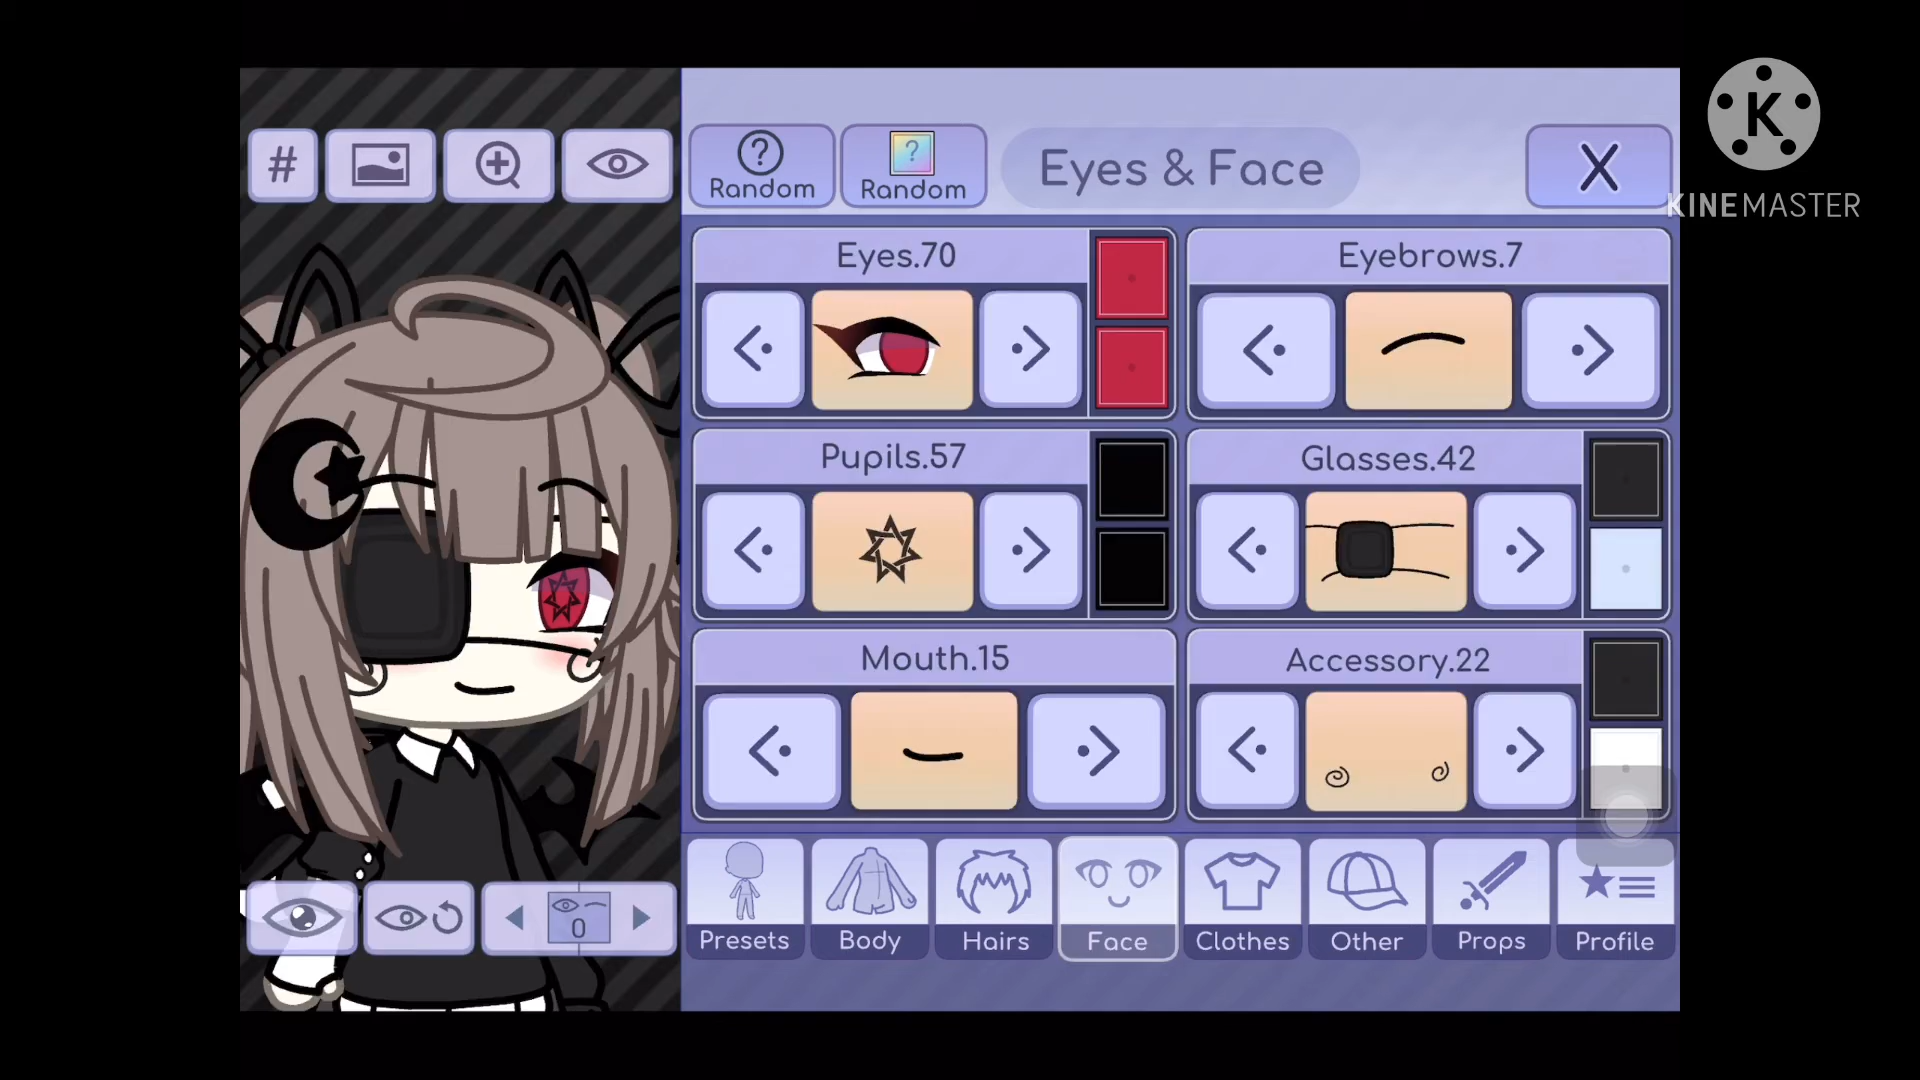 #
? Random
? Random
Eyes & Face
X
K
KINEMASTER
Eyes.70
Eyebrows.7
Pupils.57
Glasses.42
Mouth.15
Accessory.22
0
Presets
Body
Hairs
Face
Clothes
Other
Props
Profile